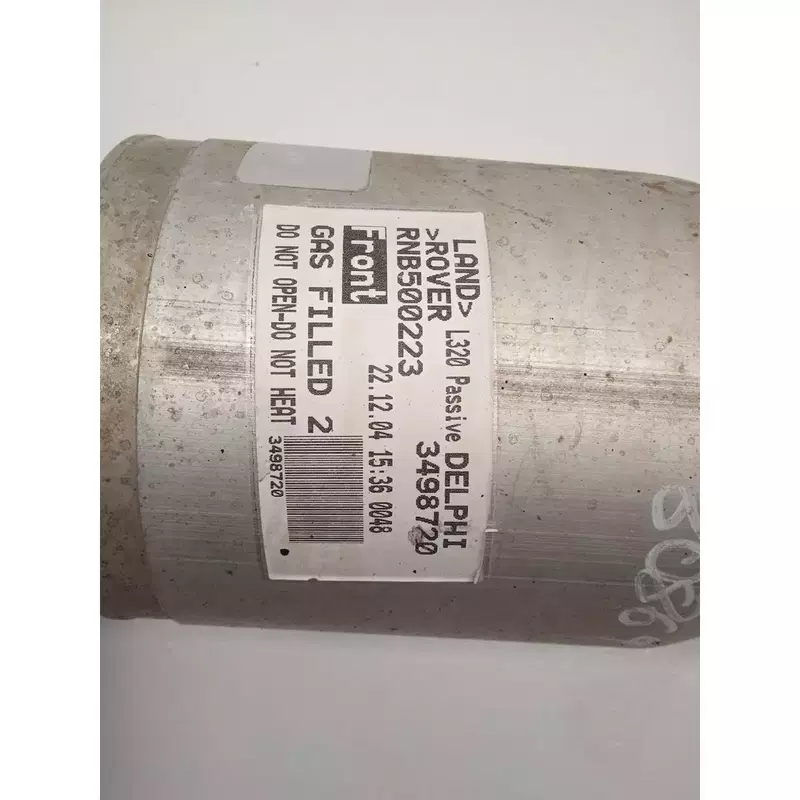 LAND>
>ROVER
L320 Passive DELPHI
RNB500223
3498720
Front
22.12.04 15:36 0048
GAS FILLED 2
DO NOT OPEN-DO NOT HEAT
3498720